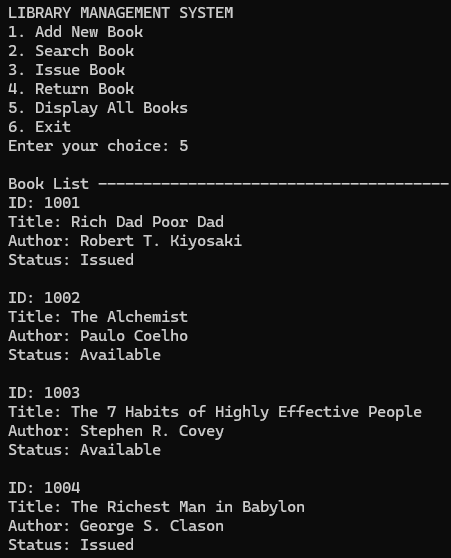 LIBRARY MANAGEMENT SYSTEM
1. Add New Book
2. Search Book
3. Issue Book
4. Return Book
5. Display All Books
6. Exit
Enter your choice: 5
Book List ---------------------------------------
ID: 1001
Title: Rich Dad Poor Dad
Author: Robert T. Kiyosaki
Status: Issued
ID: 1002
Title: The Alchemist
Author: Paulo Coelho
Status: Available
ID: 1003
Title: The 7 Habits of Highly Effective People
Author: Stephen R. Covey
Status: Available
ID: 1004
Title: The Richest Man in Babylon
Author: George S. Clason
Status: Issued